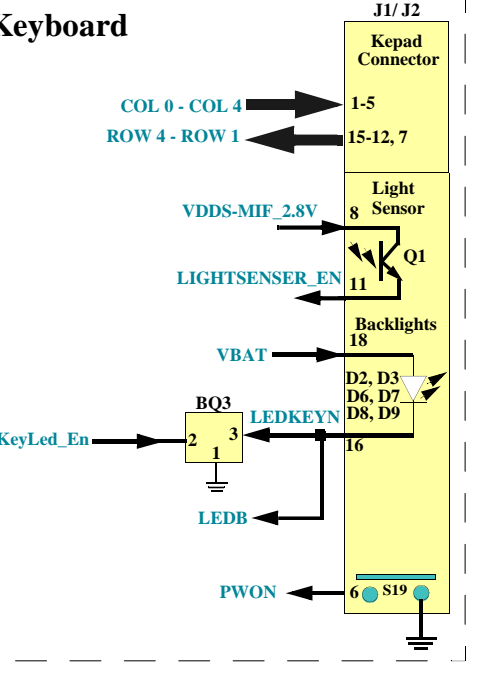 Keyboard
J1/ J2
Kepad
Connector
COL 0 - COL 4
1-5
ROW 4 - ROW 1
15-12, 7
Light
Sensor
VDDS-MIF_2.8V
8
Q1
LIGHTSENSER_EN
11
Backlights
18
VBAT
D2, D3
D6, D7
D8, D9
BQ3
LEDKEYN
KeyLed_En
2
3
1
16
LEDB
PWON
6
S19